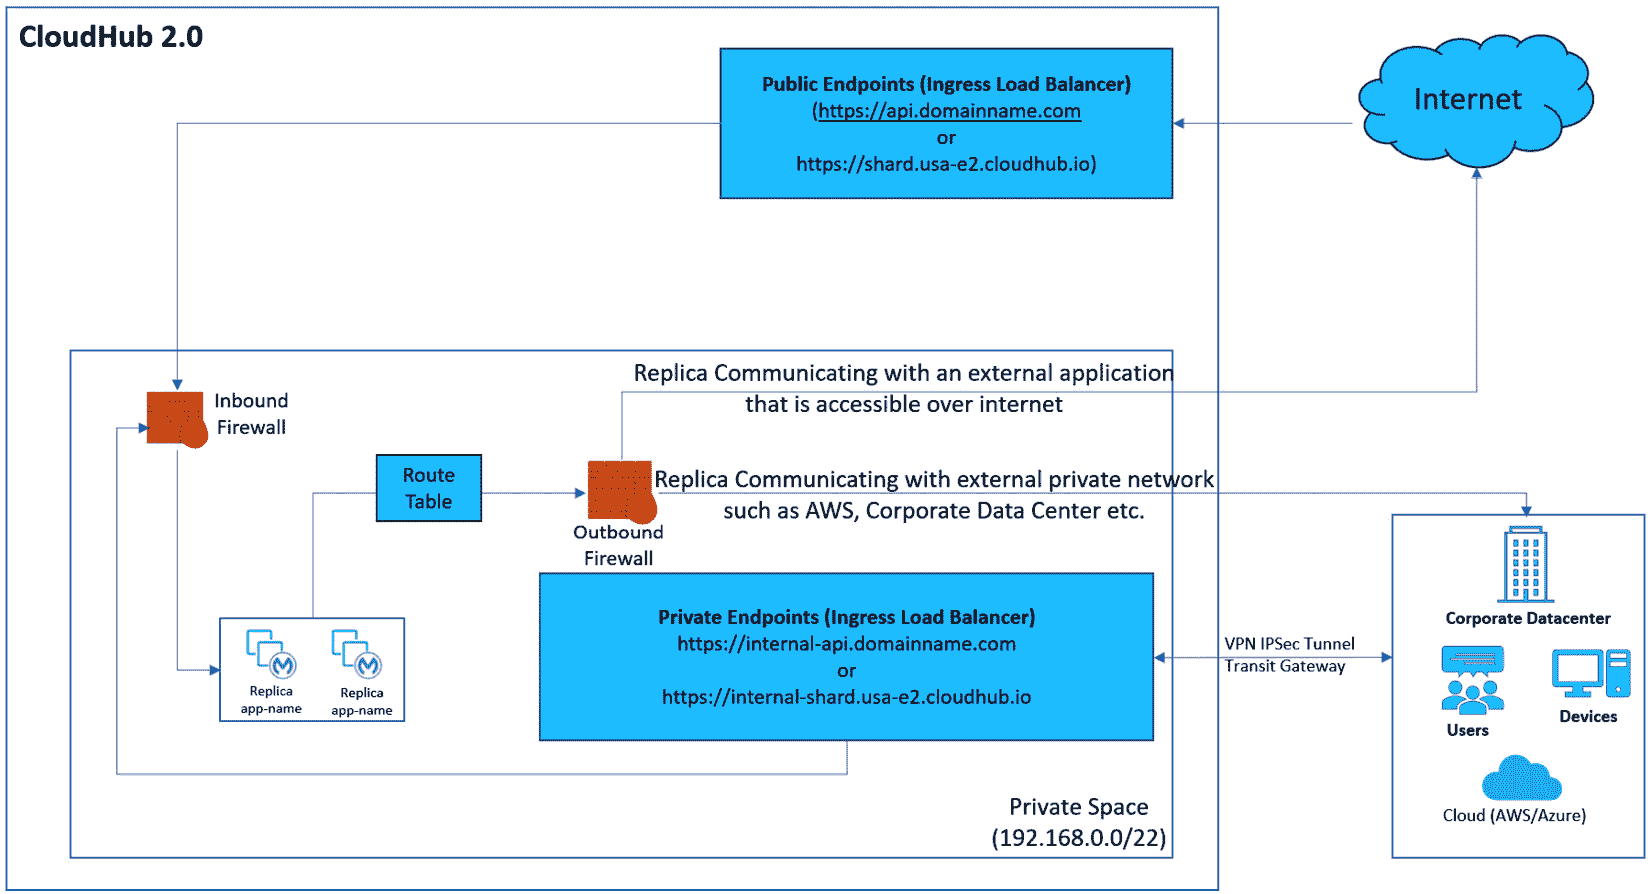 CloudHub 2.0
Public Endpoints (Ingress Load Balancer)
(https://api.domainname.com
or
https://shard.usa-e2.cloudhub.io)
Internet
Inbound
Firewall
Replica Communicating with an external application
that is accessible over internet
Route
Table
Replica Communicating with external private network
such as AWS, Corporate Data Center etc.
Outbound
Firewall
Private Endpoints (Ingress Load Balancer)
https://internal-api.domainname.com
or
https://internal-shard.usa-e2.cloudhub.io
VPN IPSec Tunnel
Transit Gateway
Corporate Datacenter
Users
Devices
Cloud (AWS/Azure)
Replica
app-name
Replica
app-name
Private Space
(192.168.0.0/22)